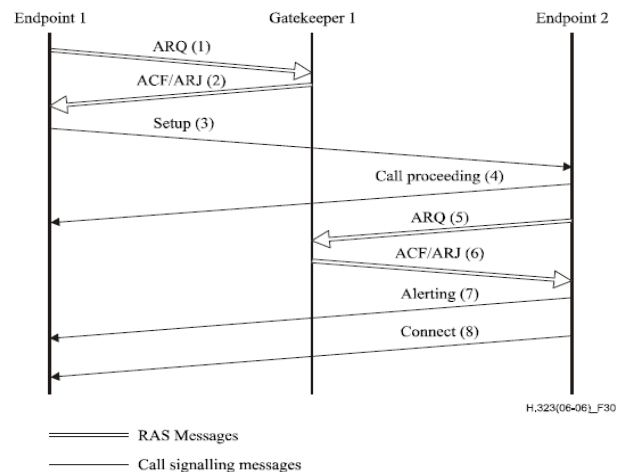 Endpoint 1 Gatekeeper 1 Endpoint 2
ARQ (1)
ACF/ARJ (2)
Setup (3)
Call proceeding (4)
ARQ (5)
ACF/ARJ (6)
Alerting (7)
Connect (8)
H.323(06-06)_F30
RAS Messages
Call signalling messages